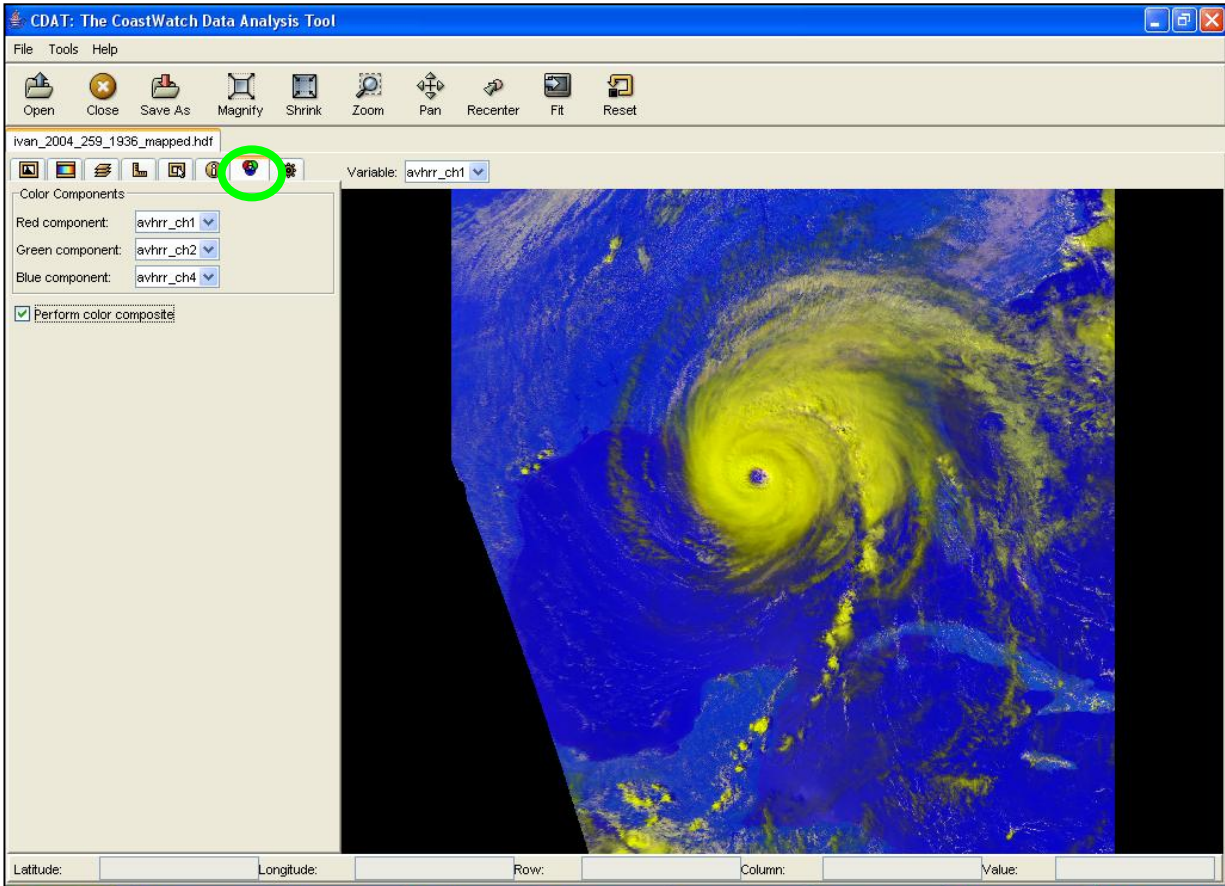 CDAT: The CoastWatch Data Analysis Tool
File Tools Help
Open Close Save As Magnify Shrink Zoom Pan Recenter Fit Reset
ivan_2004_259_1936_mapped.hdf
Variable: avhrr_ch1
Color Components
Red component: avhrr_ch1
Green component: avhrr_ch2
Blue component: avhrr_ch4
Perform color composite
Latitude: Longitude: Row: Column: Value: